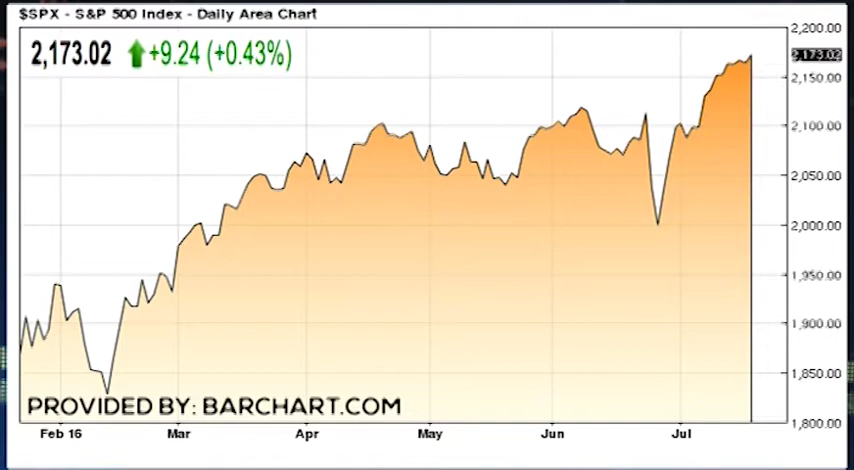 $SPX - S&P 500 Index - Daily Area Chart
2,173.02 +9.24 (+0.43%)
2,200.00
2,173.02
2,150.00
2,100.00
2,050.00
2,000.00
1,950.00
1,900.00
1,850.00
1,800.00
PROVIDED BY: BARCHART.COM
Feb 16 Mar Apr May Jun Jul